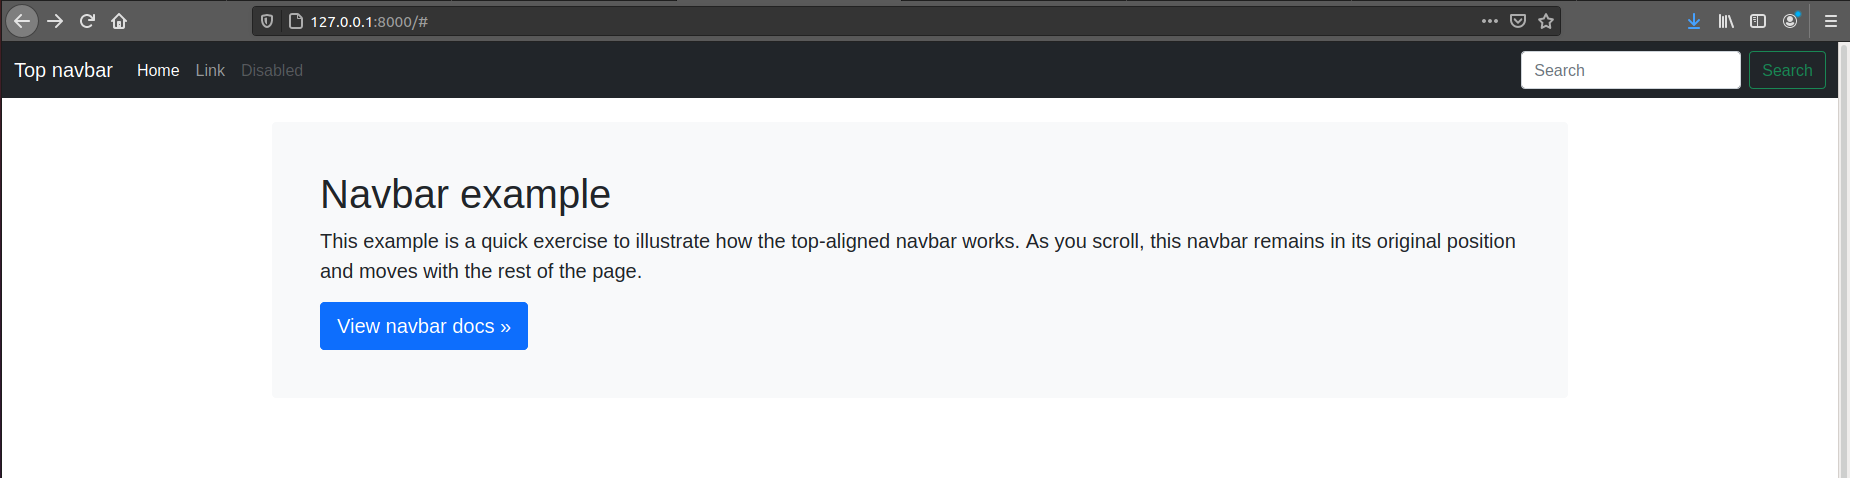 127.0.0.1:8000/#
Top navbar Home Link Disabled Search Search
Navbar example
This example is a quick exercise to illustrate how the top-aligned navbar works. As you scroll, this navbar remains in its original position
and moves with the rest of the page.
View navbar docs »